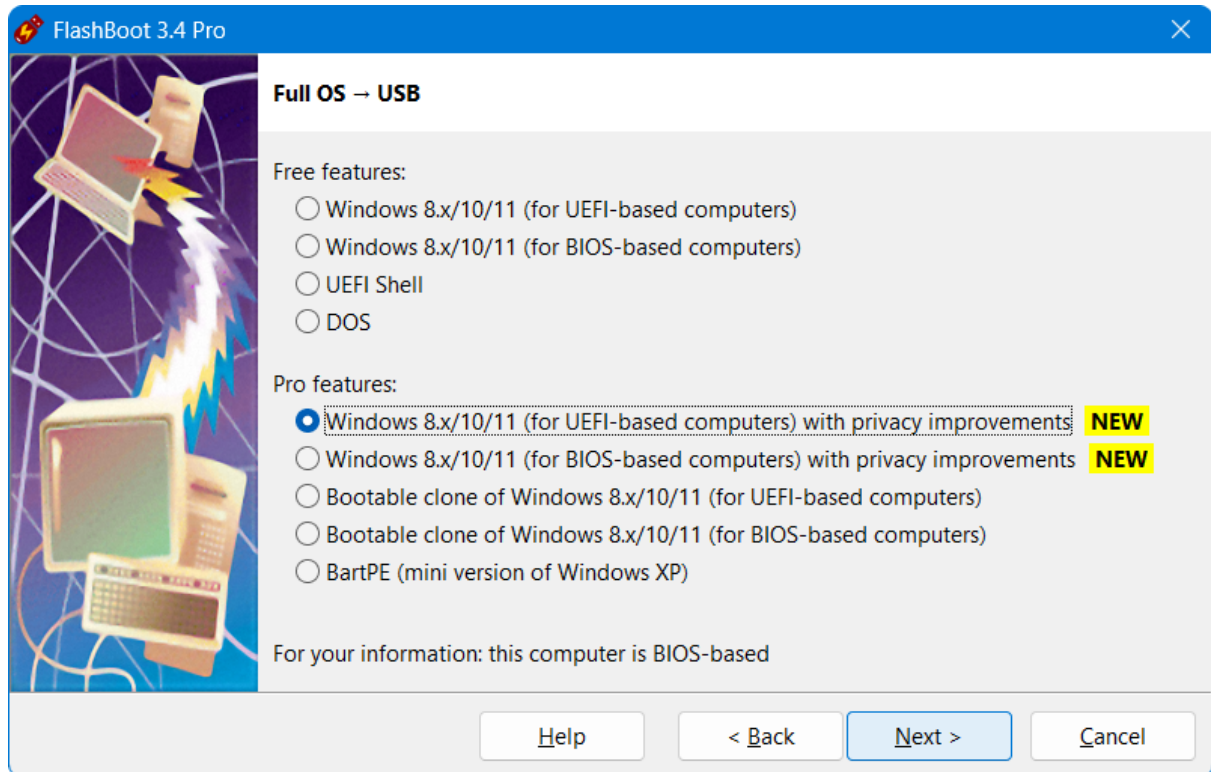 FlashBoot 3.4 Pro
Full OS → USB
Free features:
Windows 8.x/10/11 (for UEFI-based computers)
Windows 8.x/10/11 (for BIOS-based computers)
UEFI Shell
DOS
Pro features:
Windows 8.x/10/11 (for UEFI-based computers) with privacy improvements NEW
Windows 8.x/10/11 (for BIOS-based computers) with privacy improvements NEW
Bootable clone of Windows 8.x/10/11 (for UEFI-based computers)
Bootable clone of Windows 8.x/10/11 (for BIOS-based computers)
BartPE (mini version of Windows XP)
For your information: this computer is BIOS-based
Help < Back Next > Cancel